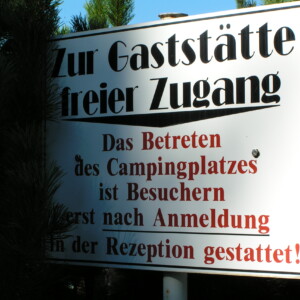 Zur Gaststätte
freier Zugang
Das Betreten
des Campingplatzes
ist Besuchern
erst nach Anmeldung
in der Rezeption gestattet!